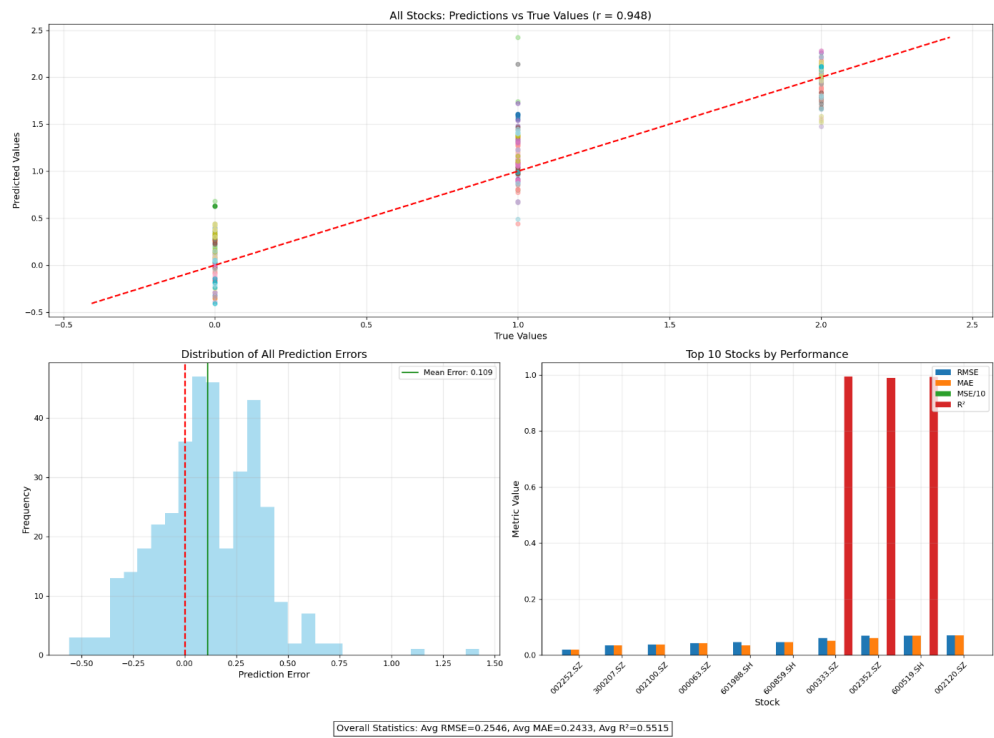 All Stocks: Predictions vs True Values (r = 0.948)
Predicted Values
2.5
2.0
1.5
1.0
0.5
0.0
−0.5
−0.5
0.0
0.5
1.0
1.5
2.0
2.5
True Values
Distribution of All Prediction Errors
Mean Error: 0.109
Frequency
40
30
20
10
0
−0.50
−0.25
0.00
0.25
0.50
0.75
1.00
1.25
1.50
Prediction Error
Top 10 Stocks by Performance
RMSE
MAE
MSE/10
R²
Metric Value
1.0
0.8
0.6
0.4
0.2
0.0
002252.SZ
300207.SZ
002100.SZ
000063.SZ
601988.SH
600859.SH
000333.SZ
002352.SZ
600519.SH
002120.SZ
Stock
Overall Statistics: Avg RMSE=0.2546, Avg MAE=0.2433, Avg R²=0.5515